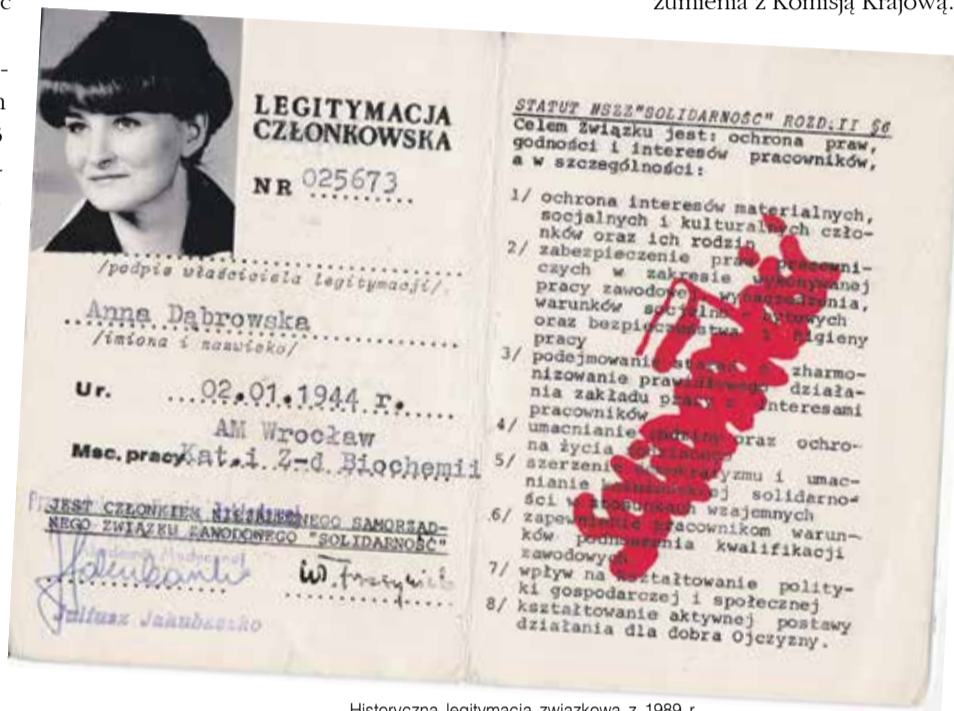 zumienia z Komisją Krajową.
LEGITYMACJA
CZŁONKOWSKA
NR 025673
/podpis właściciela legitymacji/
Anna Dąbrowska
/imiona i nazwisko/
Ur. 02.01.1944 r.
AM Wrocław
Msc.pracy Kat.i Z-d Biochemii
JEST CZŁONKIEM NIEZALEŻNEGO SAMORZĄD-
NEGO ZWIĄZKU ZAWODOWEGO "SOLIDARNOŚĆ"
Juliusz Jakubaszko
STATUT NSZZ"SOLIDARNOŚĆ" ROZD.II §6
Celem Związku jest: ochrona praw,
godności i interesów pracowników,
a w szczególności:
1/ ochrona interesów materialnych,
socjalnych i kulturalnych czło-
nków oraz ich rodzin
2/ zabezpieczenie praw pracowni-
czych w zakresie wykonywanej
pracy zawodowej, wynagrodzenia,
warunków socjalno - bytowych
oraz bezpieczeństwa i higieny
pracy
3/ podejmowanie starań o zharmo-
nizowanie prawidłowego działa-
nia zakładu pracy z interesami
pracowników
4/ umacnianie rodziny oraz ochro-
na życia rodzinnego
5/ szerzenie demokratyzmu i umac-
nianie koleżeńskiej solidarno-
ści w stosunkach wzajemnych
6/ zapewnienie pracownikom warun-
ków podnoszenia kwalifikacji
zawodowych
7/ wpływ na kształtowanie polity-
ki gospodarczej i społecznej
8/ kształtowanie aktywnej postawy
działania dla dobra Ojczyzny.
Historyczna legitymacja związkowa z 1989 r.